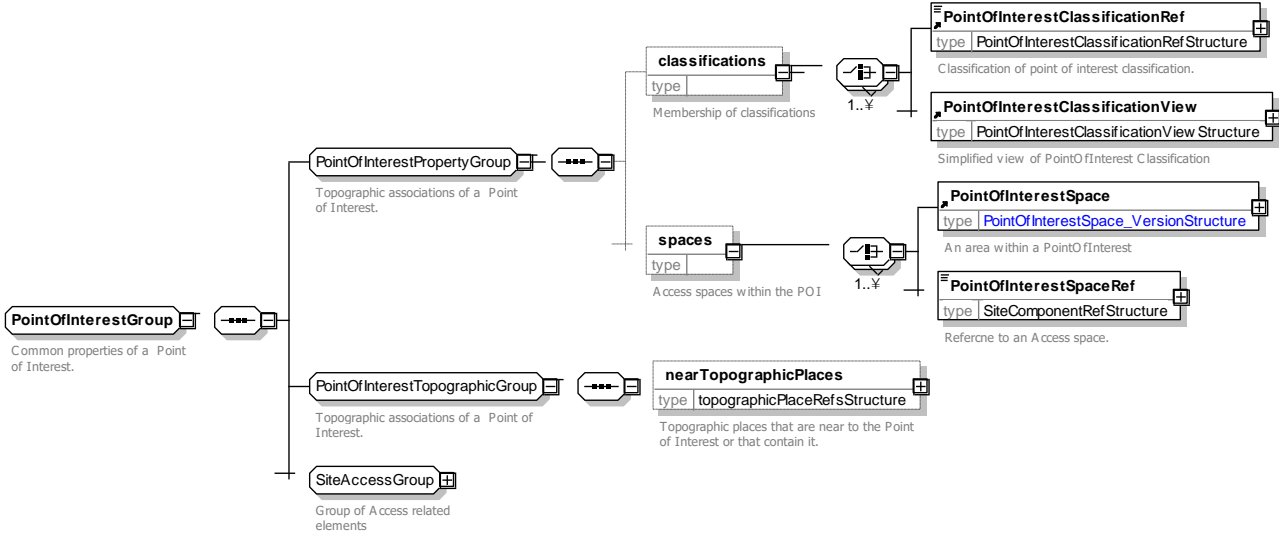 PointOfInterestClassificationRef
type PointOfInterestClassificationRefStructure
Classification of point of interest classification.
classifications
type
Membership of classifications
1..¥
PointOfInterestClassificationView
type PointOfInterestClassificationViewStructure
Simplified view of PointOfInterest Classification
PointOfInterestPropertyGroup
Topographic associations of a Point
of Interest.
PointOfInterestSpace
type PointOfInterestSpace_VersionStructure
An area within a PointOfInterest
spaces
type
Access spaces within the POI
1..¥
PointOfInterestSpaceRef
type SiteComponentRefStructure
Refercne to an Access space.
PointOfInterestGroup
Common properties of a Point
of Interest.
PointOfInterestTopographicGroup
Topographic associations of a Point of
Interest.
nearTopographicPlaces
type topographicPlaceRefsStructure
Topographic places that are near to the Point
of Interest or that contain it.
SiteAccessGroup
Group of Access related
elements